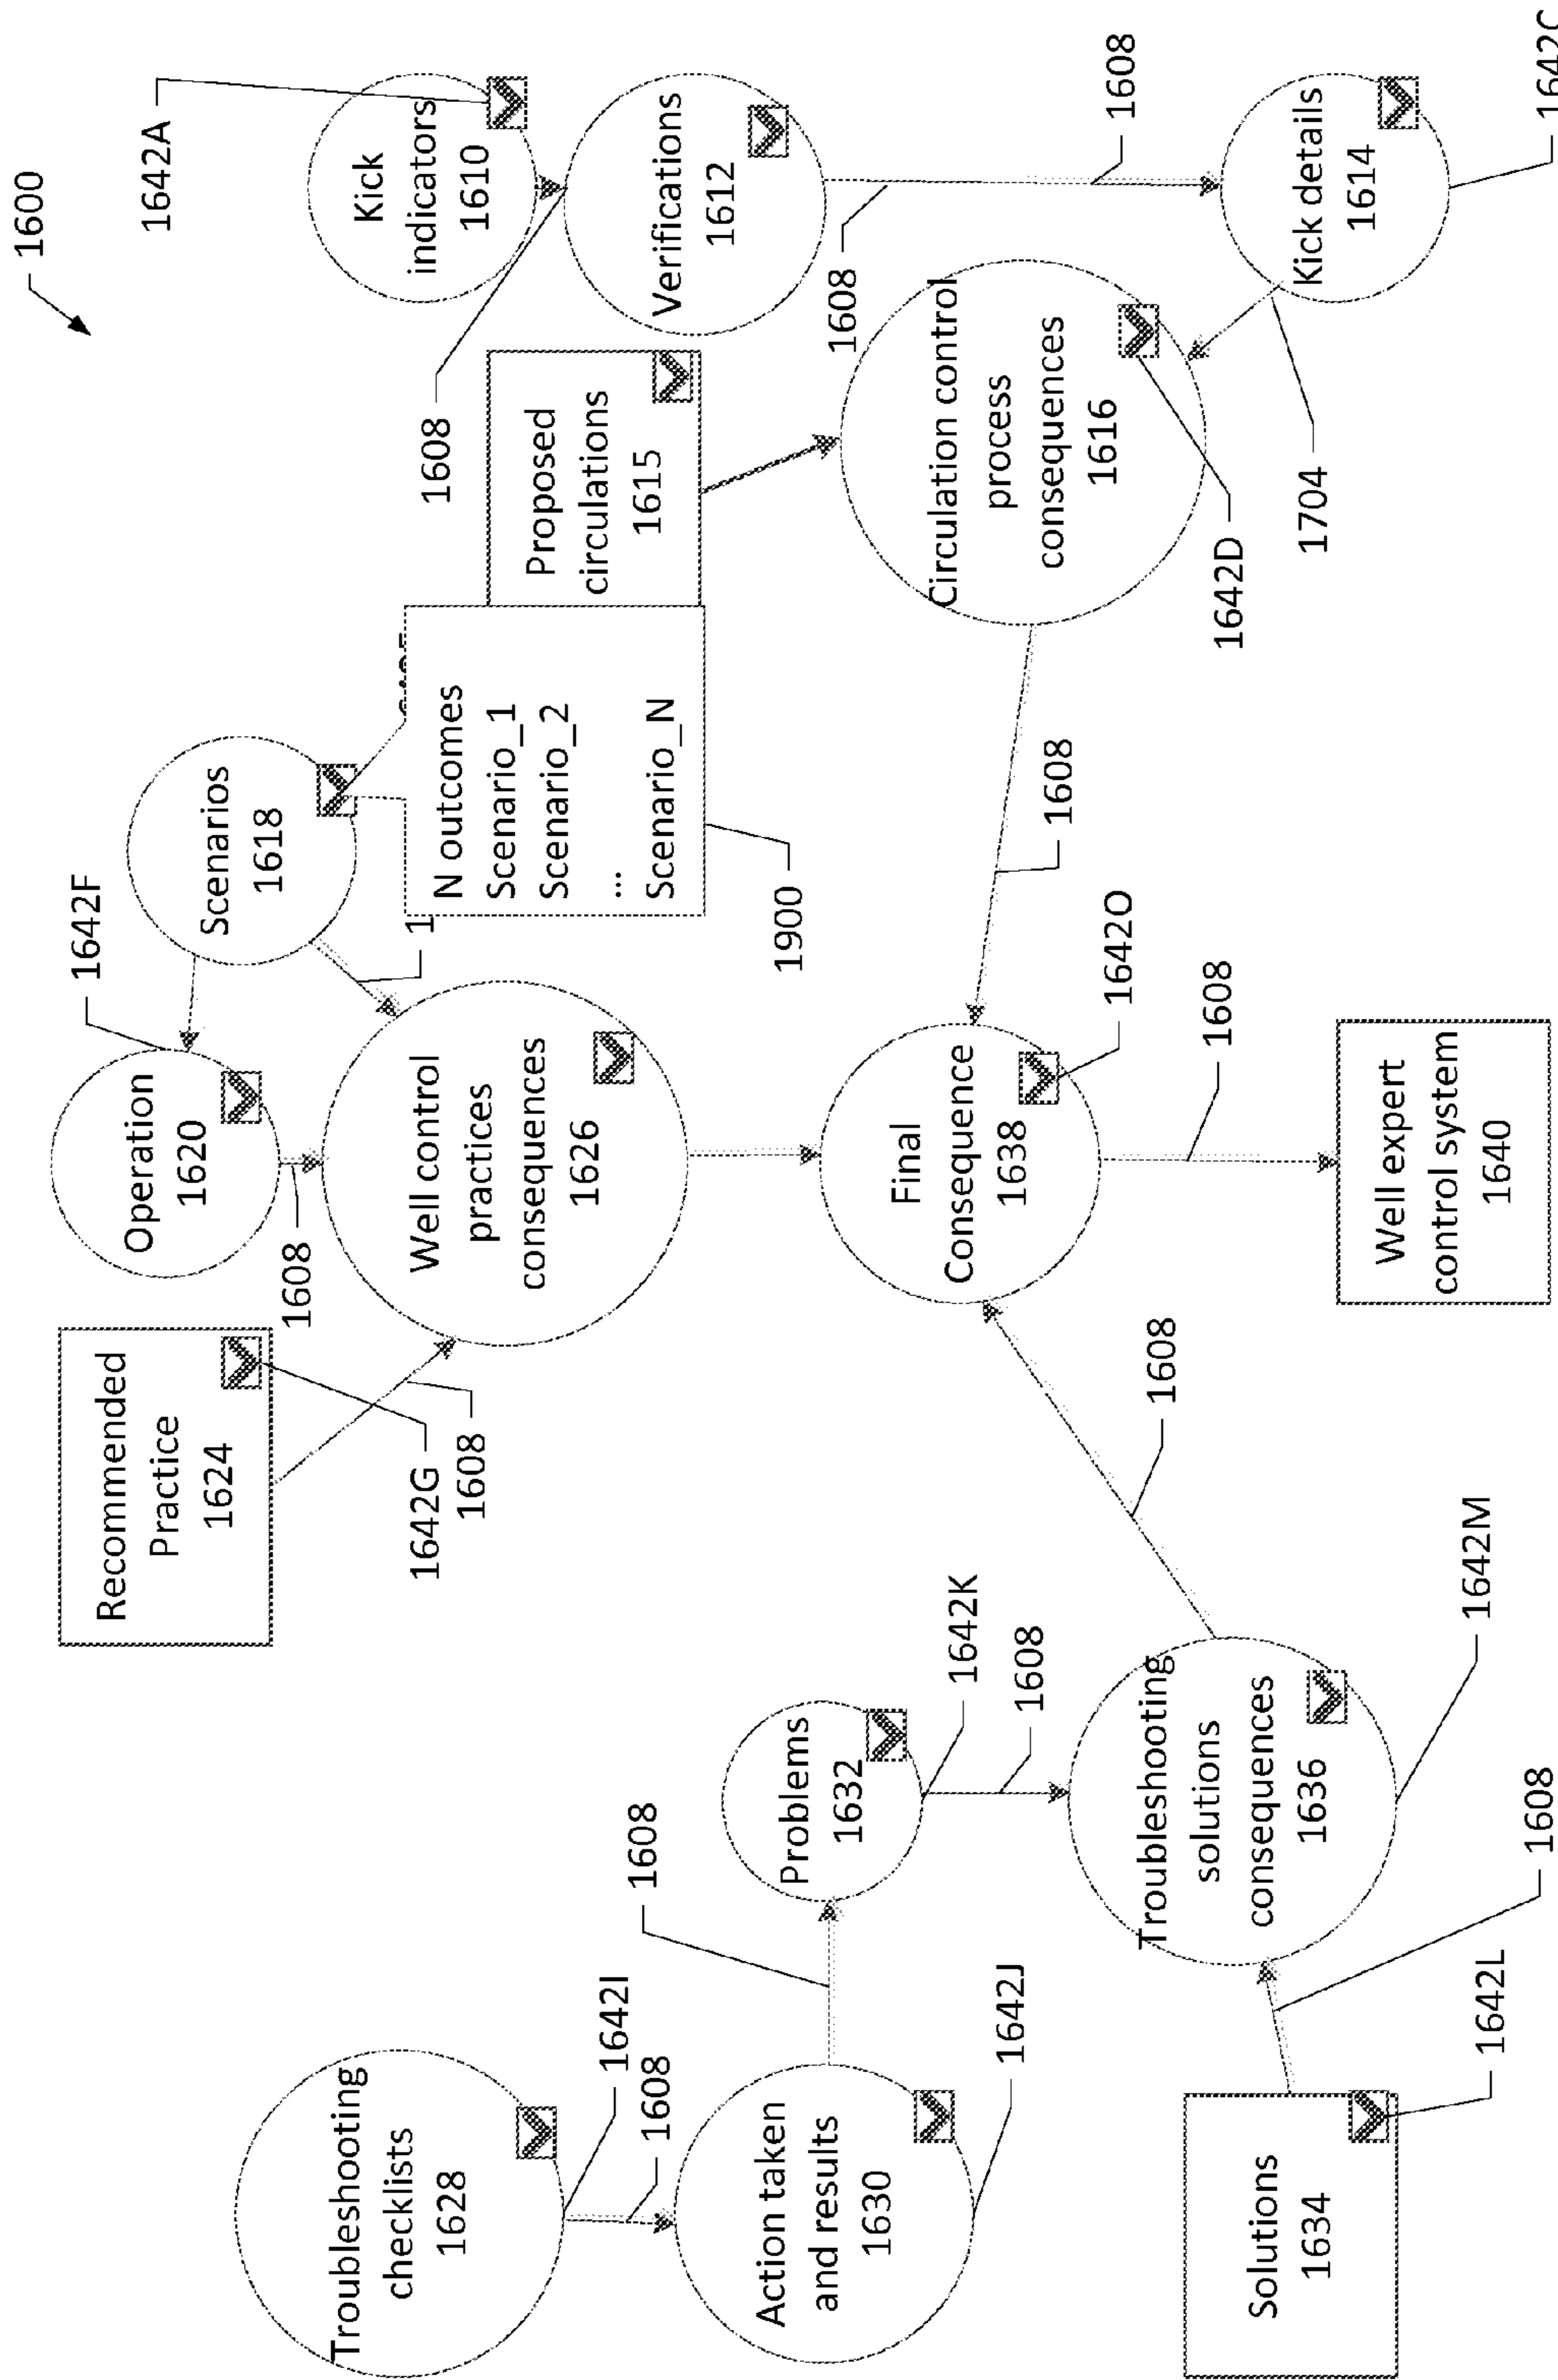 1600
Troubleshooting
checklists
1628
1642I
1608
Action taken
and results
1630
1642J
1608
Problems
1632
1642K
1608
Solutions
1634
1642L
1608
Troubleshooting
solutions
consequences
1636
1642M
1608
Recommended
Practice
1624
1642G
1608
Operation
1620
1642F
1608
Scenarios
1618
1
Well control
practices
consequences
1626
N outcomes
Scenario_1
Scenario_2
...
Scenario_N
1900
Final
Consequence
1638
1642O
1608
1608
Well expert
control system
1640
Proposed
circulations
1615
Kick
indicators
1610
1642A
1608
Verifications
1612
1608
1608
Circulation control
process
consequences
1616
1642D
1704
Kick details
1614
1642C